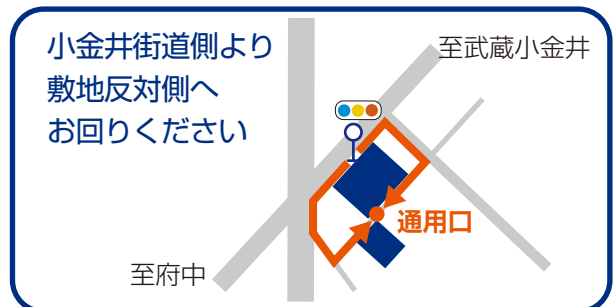 小金井街道側より
敷地反対側へ
お回りください
至武蔵小金井
通用口
至府中